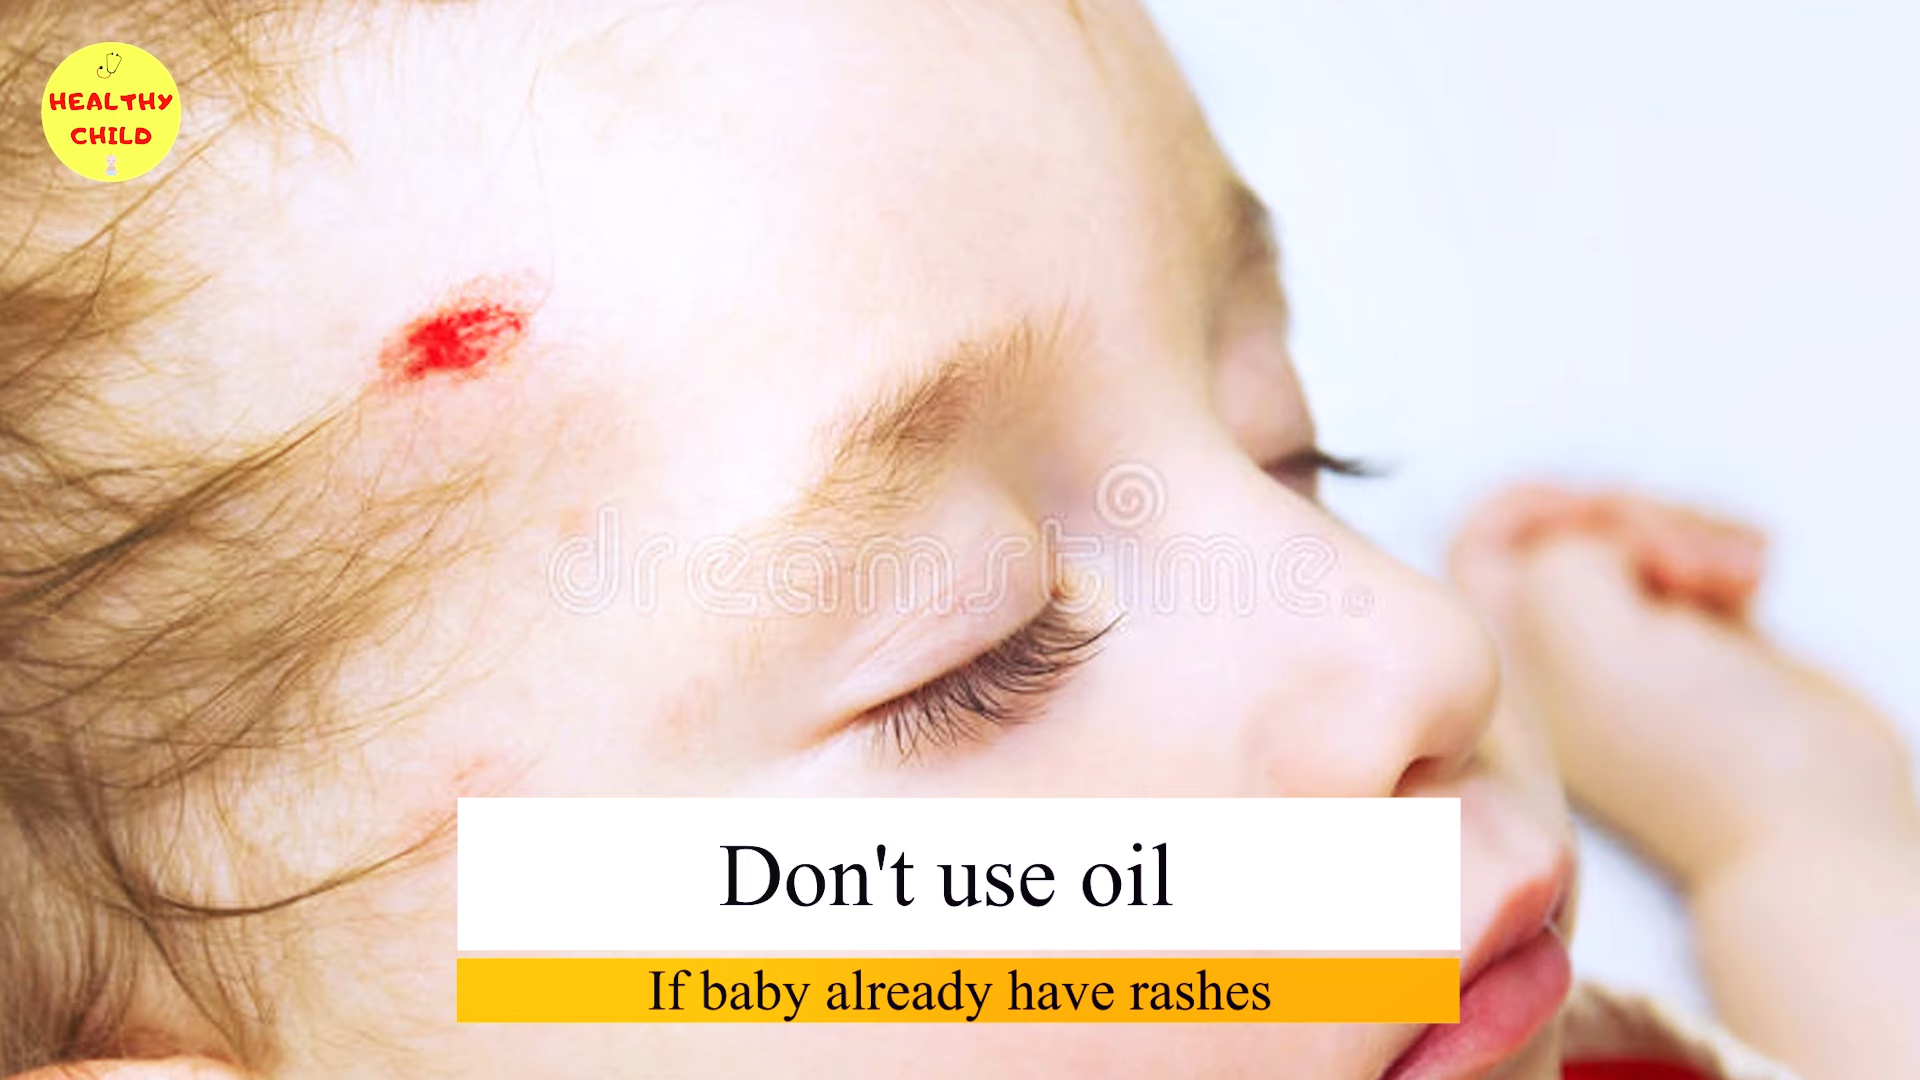 HEALTHY
CHILD
dreamstime.
Don't use oil
If baby already have rashes